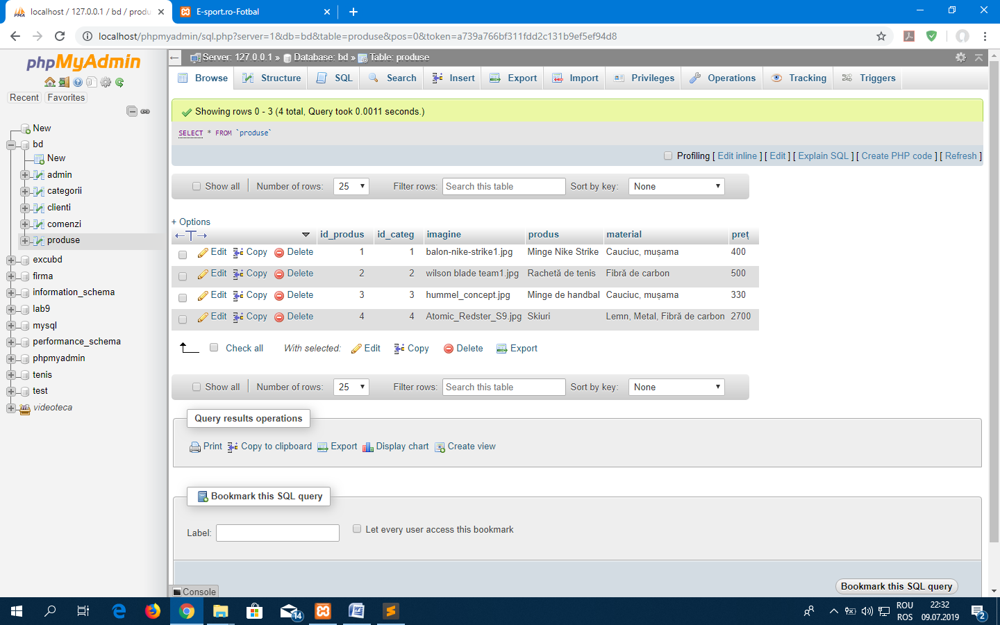 localhost / 127.0.0.1 / bd / produ
E-sport.ro-Fotbal
localhost/phpmyadmin/sql.php?server=1&db=bd&table=produse&pos=0&token=a739a766bf311fdd2c131b9ef5ef94d8
phpMyAdmin
Recent Favorites
New
bd
New
admin
categorii
clienti
comenzi
produse
excubd
firma
information_schema
lab9
mysql
performance_schema
phpmyadmin
tenis
test
videoteca
Server: 127.0.0.1 » Database: bd » Table: produse
Browse Structure SQL Search Insert Export Import Privileges Operations Tracking Triggers
Showing rows 0 - 3 (4 total, Query took 0.0011 seconds.)
SELECT * FROM `produse`
Profiling [ Edit inline ] [ Edit ] [ Explain SQL ] [ Create PHP code ] [ Refresh ]
Show all Number of rows: 25 Filter rows: Search this table Sort by key: None
+ Options
id_produs id_categ imagine produs material preț
Edit Copy Delete 1 1 balon-nike-strike1.jpg Minge Nike Strike Cauciuc, mușama 400
Edit Copy Delete 2 2 wilson blade team1.jpg Rachetă de tenis Fibră de carbon 500
Edit Copy Delete 3 3 hummel_concept.jpg Minge de handbal Cauciuc, mușama 330
Edit Copy Delete 4 4 Atomic_Redster_S9.jpg Skiuri Lemn, Metal, Fibră de carbon 2700
Check all With selected: Edit Copy Delete Export
Show all Number of rows: 25 Filter rows: Search this table Sort by key: None
Query results operations
Print Copy to clipboard Export Display chart Create view
Bookmark this SQL query
Label: Let every user access this bookmark
Bookmark this SQL query
Console
14
ROU
ROS
22:32
09.07.2019
2